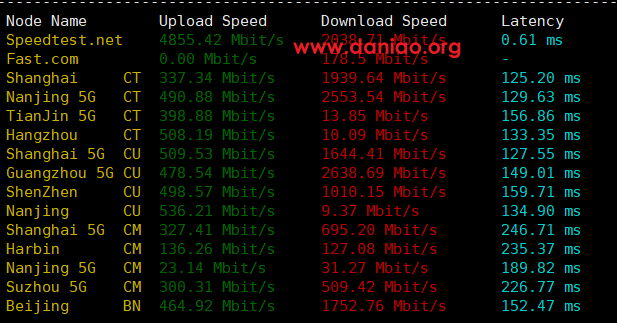 Node Name Upload Speed Download Speed Latency
Speedtest.net 4855.42 Mbit/s 2038.71 Mbit/s 0.61 ms
www.daniao.org
Fast.com 0.00 Mbit/s 178.5 Mbit/s -
Shanghai CT 337.34 Mbit/s 1939.64 Mbit/s 125.20 ms
Nanjing 5G CT 490.88 Mbit/s 2553.54 Mbit/s 129.63 ms
TianJin 5G CT 398.88 Mbit/s 13.85 Mbit/s 156.86 ms
Hangzhou CT 508.19 Mbit/s 10.09 Mbit/s 133.35 ms
Shanghai 5G CU 509.53 Mbit/s 1644.41 Mbit/s 127.55 ms
Guangzhou 5G CU 478.54 Mbit/s 2638.69 Mbit/s 149.01 ms
ShenZhen CU 498.57 Mbit/s 1010.15 Mbit/s 159.71 ms
Nanjing CU 536.21 Mbit/s 9.37 Mbit/s 134.90 ms
Shanghai 5G CM 327.41 Mbit/s 695.20 Mbit/s 246.71 ms
Harbin CM 136.26 Mbit/s 127.08 Mbit/s 235.37 ms
Nanjing 5G CM 23.14 Mbit/s 31.27 Mbit/s 189.82 ms
Suzhou 5G CM 300.31 Mbit/s 509.42 Mbit/s 226.77 ms
Beijing BN 464.92 Mbit/s 1752.76 Mbit/s 152.47 ms